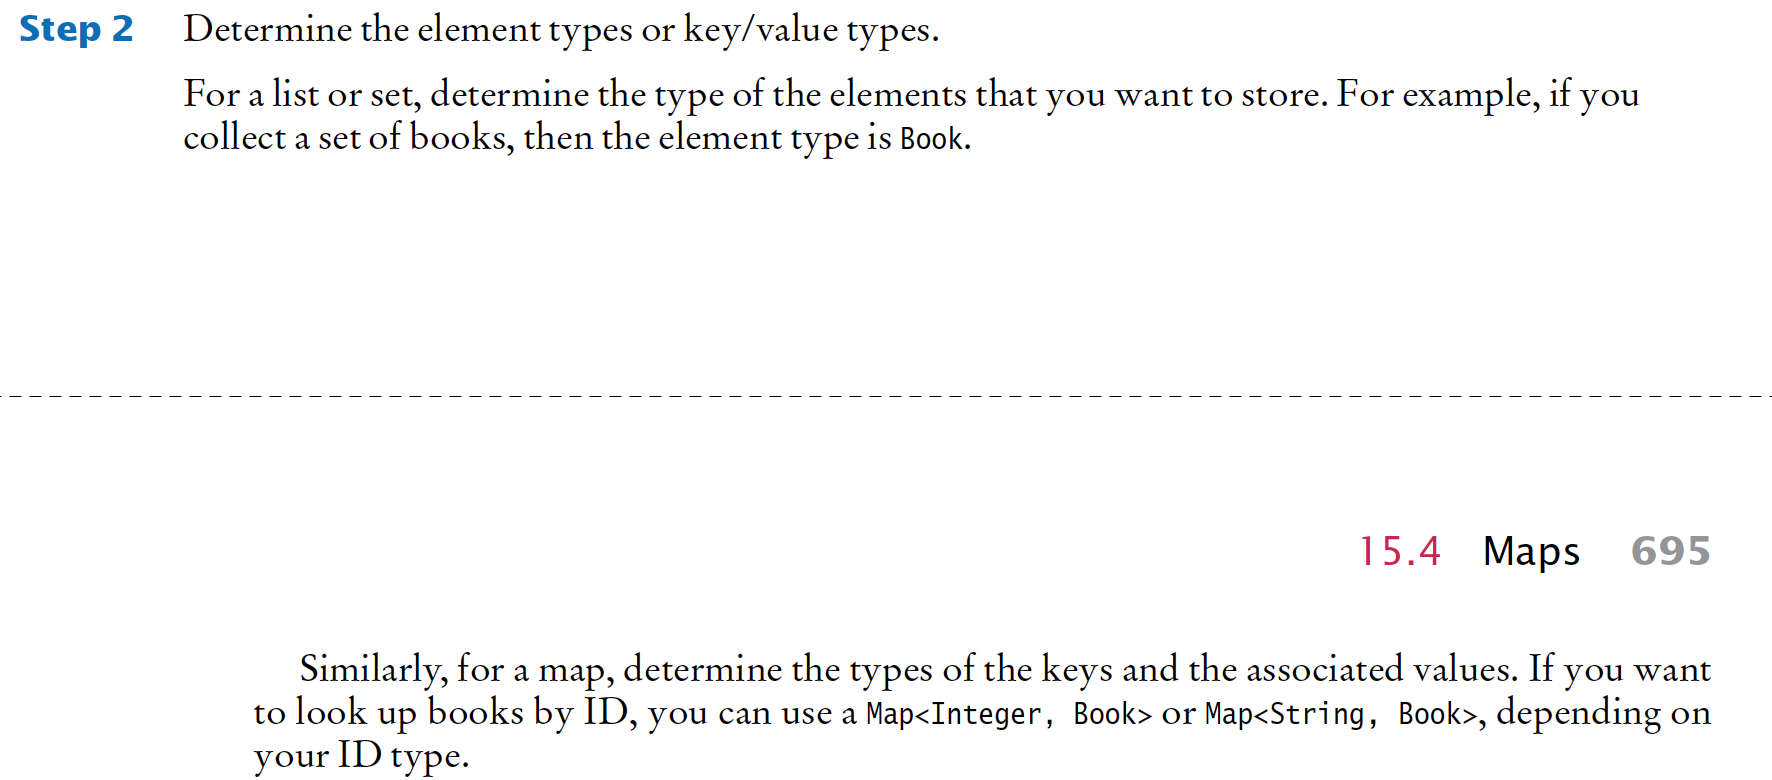 Step 2 Determine the element types or key/value types.
For a list or set, determine the type of the elements that you want to store. For example, if you
collect a set of books, then the element type is Book.
15.4 Maps 695
Similarly, for a map, determine the types of the keys and the associated values. If you want
to look up books by ID, you can use a Map<Integer, Book> or Map<String, Book>, depending on
your ID type.